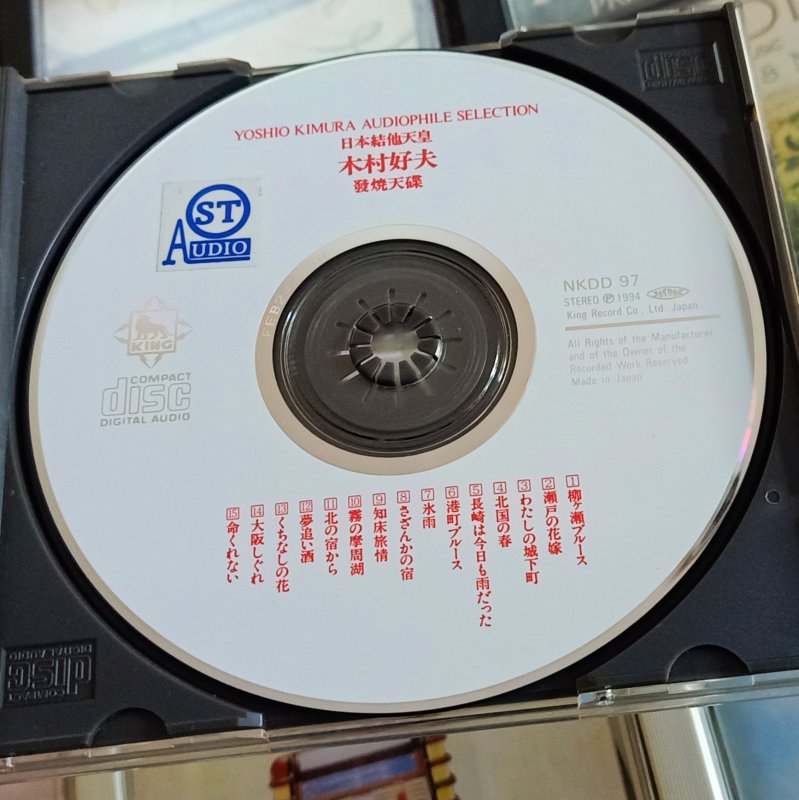 YOSHIO KIMURA AUDIOPHILE SELECTION
日本結他天皇
木村好夫
發燒天碟
ST
AUDIO
NKDD 97
STEREO Ⓟ 1994
King Record Co., Ltd. Japan
All Rights of the Manufacturer
and of the Owner of the
Recorded Work Reserved
Made in Japan
KING
COMPACT
disc
DIGITAL AUDIO
1 柳ヶ瀬ブルース
2 瀬戸の花嫁
3 わたしの城下町
4 北国の春
5 長崎は今日も雨だった
6 港町ブルース
7 氷雨
8 さざんかの宿
9 知床旅情
10 霧の摩周湖
11 北の宿から
12 夢追い酒
13 くちなしの花
14 大阪しぐれ
15 命くれない
COMPACT
disc
DIGITAL AUDIO